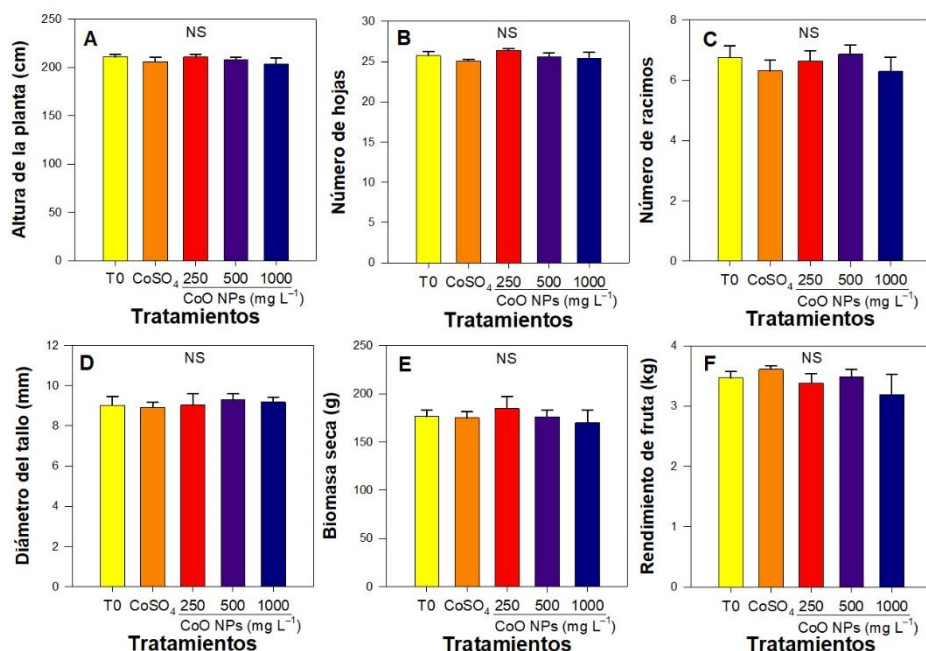 A
NS
Altura de la planta (cm)
250
200
150
100
50
0
T0 CoSO₄ 250 500 1000
CoO NPs (mg L⁻¹)
Tratamientos
B
NS
Número de hojas
30
25
20
15
10
5
0
T0 CoSO₄ 250 500 1000
CoO NPs (mg L⁻¹)
Tratamientos
C
NS
Número de racimos
8
6
4
2
0
T0 CoSO₄ 250 500 1000
CoO NPs (mg L⁻¹)
Tratamientos
D
NS
Diámetro del tallo (mm)
12
10
8
6
4
2
0
T0 CoSO₄ 250 500 1000
CoO NPs (mg L⁻¹)
Tratamientos
E
NS
Biomasa seca (g)
250
200
150
100
50
0
T0 CoSO₄ 250 500 1000
CoO NPs (mg L⁻¹)
Tratamientos
F
NS
Rendimiento de fruta (kg)
4
3
2
1
0
T0 CoSO₄ 250 500 1000
CoO NPs (mg L⁻¹)
Tratamientos